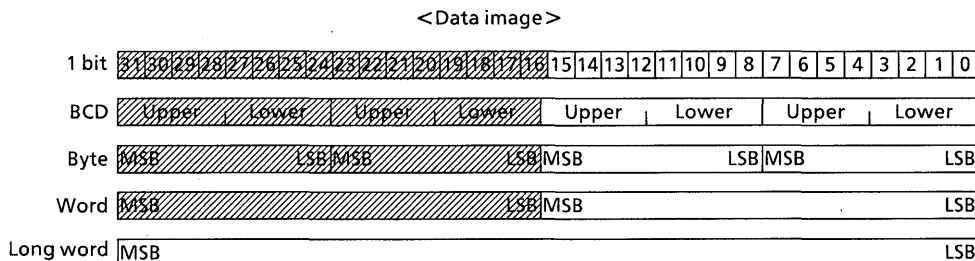 <Data image>
1 bit 31 30 29 28 27 26 25 24 23 22 21 20 19 18 17 16 15 14 13 12 11 10 9 8 7 6 5 4 3 2 1 0
BCD Upper Lower Upper Lower Upper Lower Upper Lower
Byte MSB LSB MSB LSB MSB LSB MSB LSB
Word MSB LSB MSB LSB
Long word MSB LSB